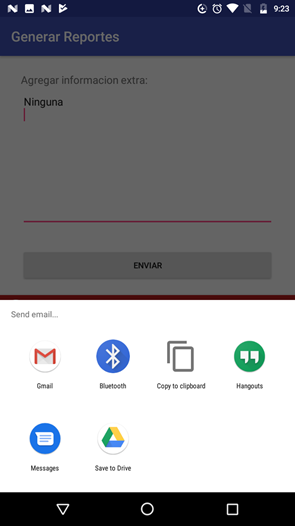 9:23
Generar Reportes
Agregar informacion extra:
Ninguna
ENVIAR
Send email...
Gmail
Bluetooth
Copy to clipboard
Hangouts
Messages
Save to Drive